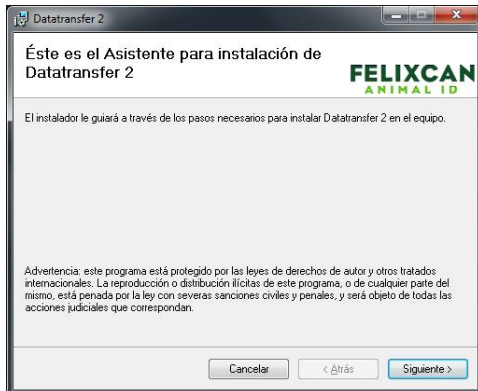 Datatransfer 2
Éste es el Asistente para instalación de
Datatransfer 2
FELIXCAN
ANIMAL ID
El instalador le guiará a través de los pasos necesarios para instalar Datatransfer 2 en el equipo.
Advertencia: este programa está protegido por las leyes de derechos de autor y otros tratados
internacionales. La reproducción o distribución ilícitas de este programa, o de cualquier parte del
mismo, está penada por la ley con severas sanciones civiles y penales, y será objeto de todas las
acciones judiciales que correspondan.
Cancelar
< Atrás
Siguiente >